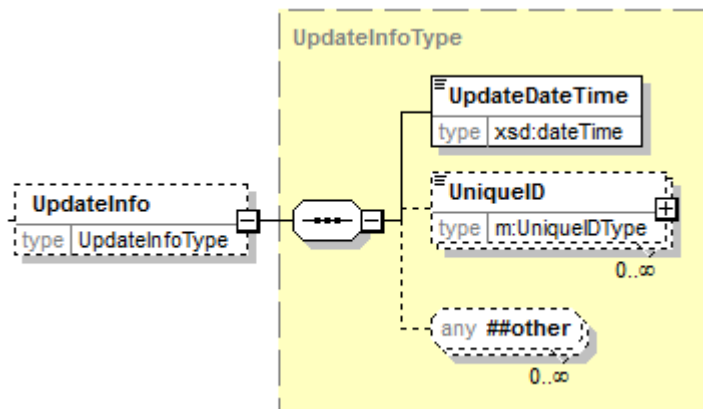 UpdateInfoType
UpdateDateTime
type xsd:dateTime
UpdateInfo
type UpdateInfoType
UniqueID
type m:UniqueIDType
0..∞
any ##other
0..∞